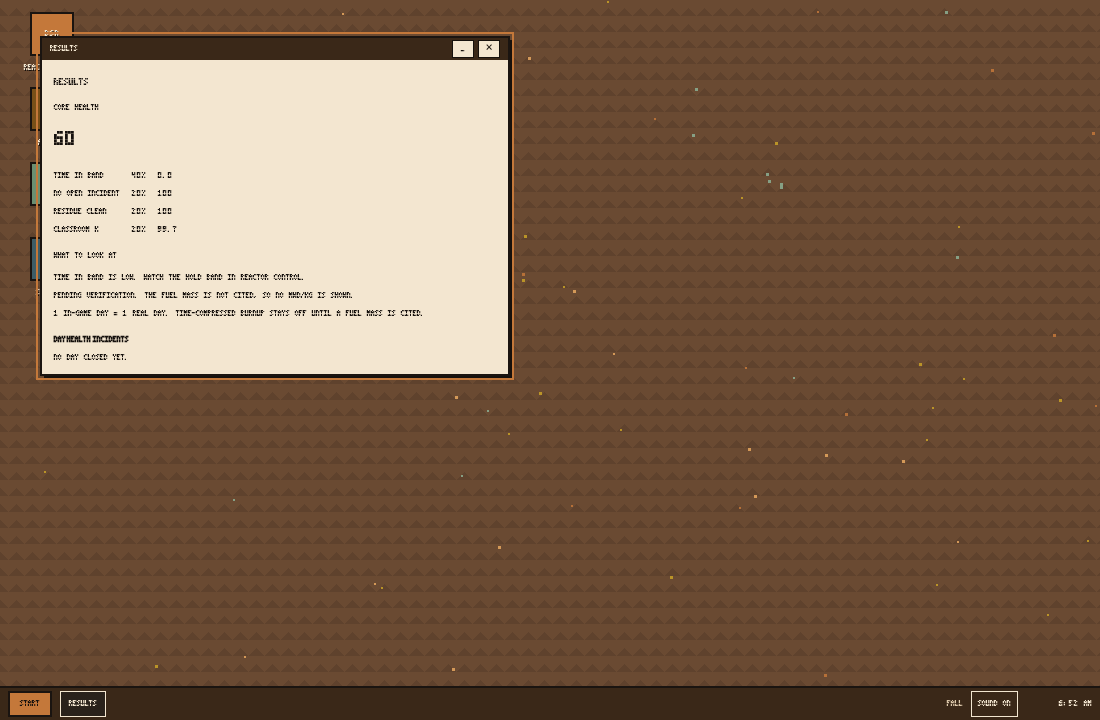 RESULTS
RESULTS
CORE HEALTH
60
TIME IN BAND 40% 0.0
NO OPEN INCIDENT 20% 100
RESIDUE CLEAR 20% 100
CLASSROOM K 20% 99.7
WHAT TO LOOK AT
TIME IN BAND IS LOW. WATCH THE HOLD BAND IN REACTOR CONTROL.
PENDING VERIFICATION. THE FUEL MASS IS NOT CITED, SO NO MWD/KG IS SHOWN.
1 IN-GAME DAY = 1 REAL DAY. TIME-COMPRESSED BURNUP STAYS OFF UNTIL A FUEL MASS IS CITED.
DAY HEALTH INCIDENTS
NO DAY CLOSED YET.
START RESULTS FALL SOUND ON 6:52 AM